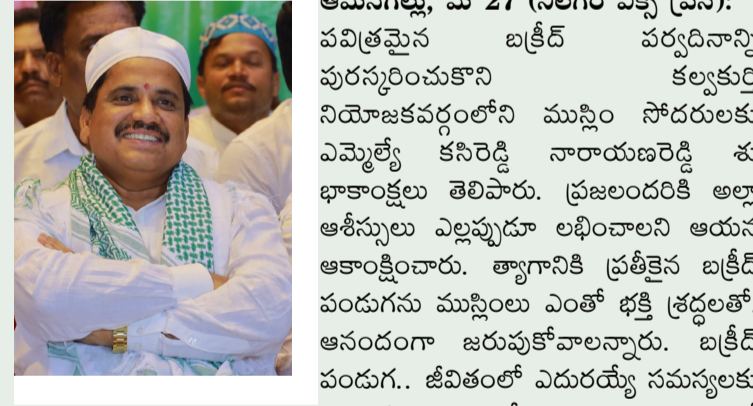 పవిత్రమైన బక్రీద్ పర్వదినాన్ని
పురస్కరించుకొని కల్వకుర్తి
నియోజకవర్గంలోని ముస్లిం సోదరులకు
ఎమ్మెల్యే కసిరెడ్డి నారాయణరెడ్డి శు
భాకాంక్షలు తెలిపారు. ప్రజలందరికి అల్లా
ఆశీస్సులు ఎల్లప్పుడూ లభించాలని ఆయన
ఆకాంక్షించారు. త్యాగానికి ప్రతీకైన బక్రీద్
పండుగను ముస్లింలు ఎంతో భక్తి శ్రద్ధలతో
ఆనందంగా జరుపుకోవాలన్నారు. బక్రీద్
పండుగ.. జీవితంలో ఎదురయ్యే సమస్యలకు